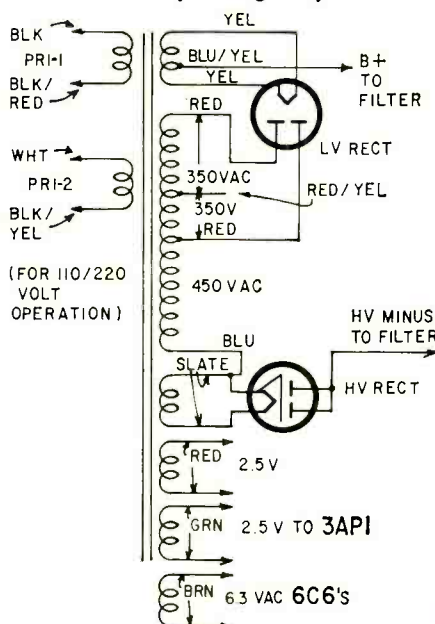 YEL
BLK
PRI-1
BLU/YEL
B+
TO
FILTER
YEL
BLK/
RED
RED
LV RECT
WHT
350VAC
PRI-2
350V
RED/YEL
BLK/
YEL
RED
(FOR 110/220
VOLT
OPERATION)
450 VAC
HV MINUS
TO FILTER
BLU
SLATE
HV RECT
RED
2.5 V
GRN
2.5 V TO 3API
BRN
6.3 VAC 6C6'S